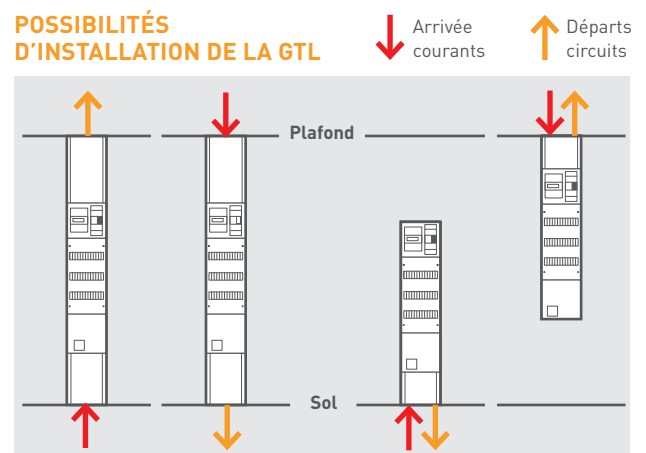 POSSIBILITÉS
D'INSTALLATION DE LA GTL
Arrivée
courants
Départs
circuits
Plafond
Sol